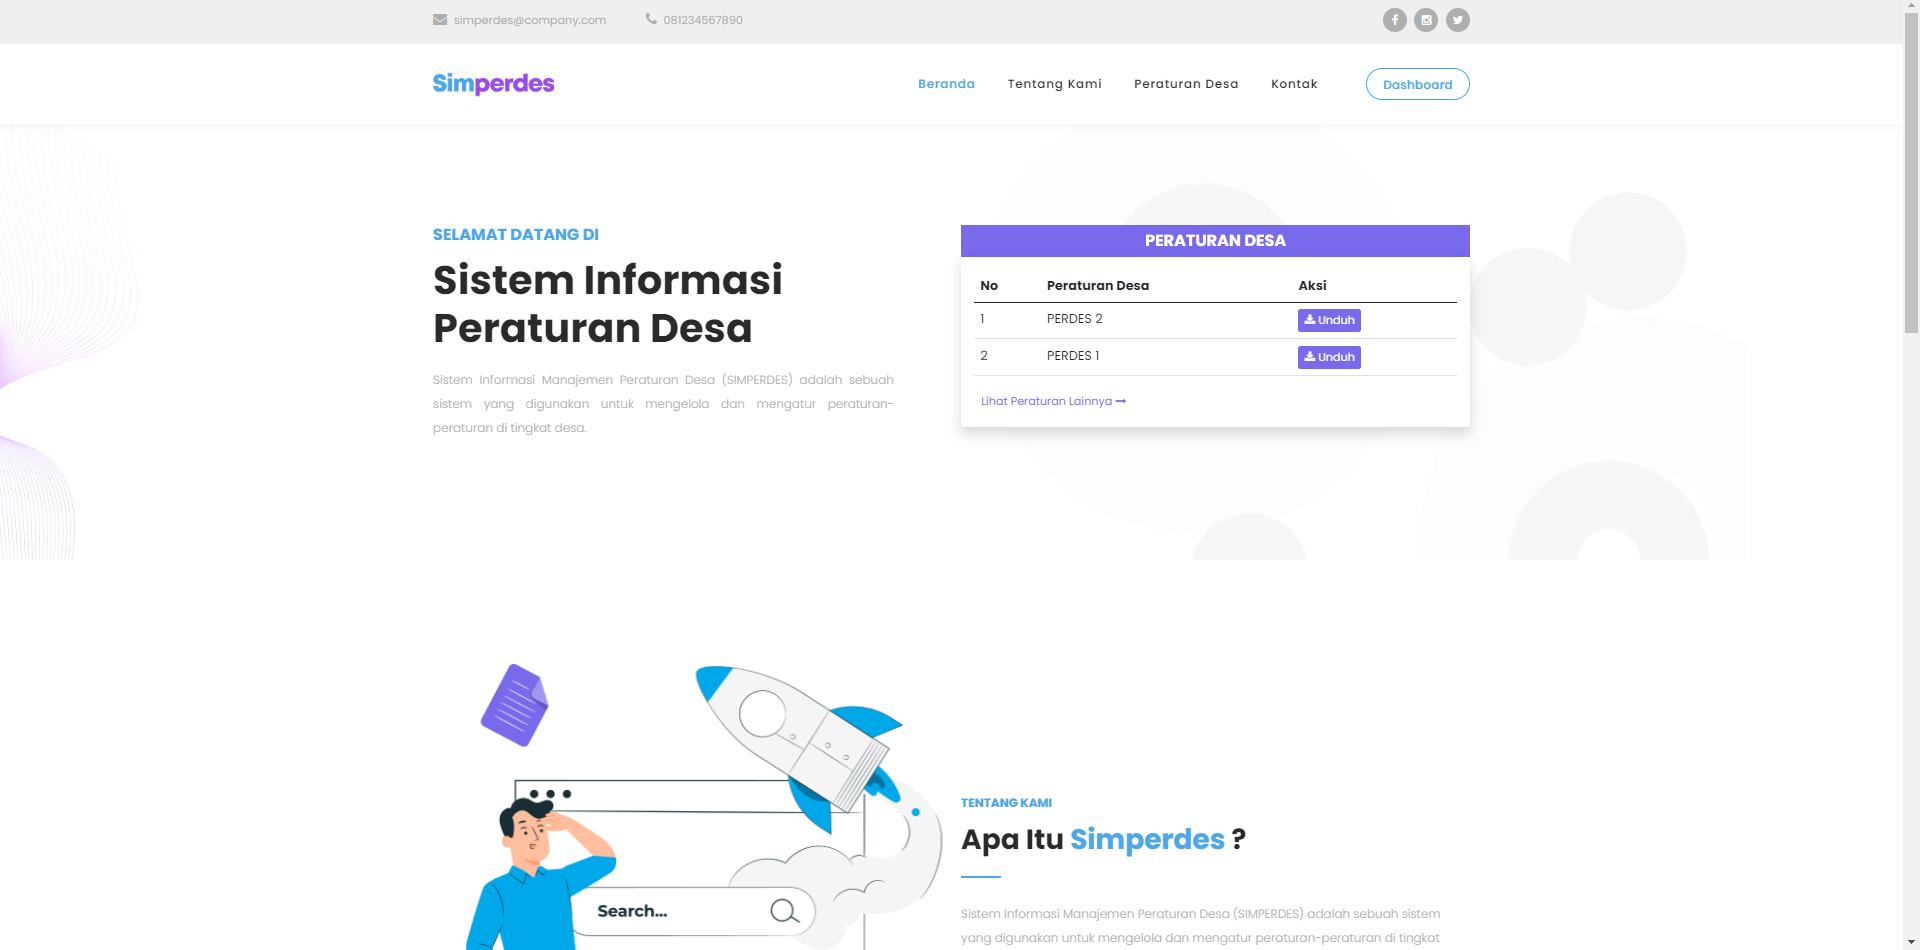 simperdes@company.com
081234567890
Simperdes
Beranda
Tentang Kami
Peraturan Desa
Kontak
Dashboard
SELAMAT DATANG DI
Sistem Informasi
Peraturan Desa
Sistem Informasi Manajemen Peraturan Desa (SIMPERDES) adalah sebuah
sistem yang digunakan untuk mengelola dan mengatur peraturan-
peraturan di tingkat desa.
PERATURAN DESA
No Peraturan Desa Aksi
1 PERDES 2 Unduh
2 PERDES 1 Unduh
Lihat Peraturan Lainnya
Search...
TENTANG KAMI
Apa Itu Simperdes ?
Sistem Informasi Manajemen Peraturan Desa (SIMPERDES) adalah sebuah sistem
yang digunakan untuk mengelola dan mengatur peraturan-peraturan di tingkat